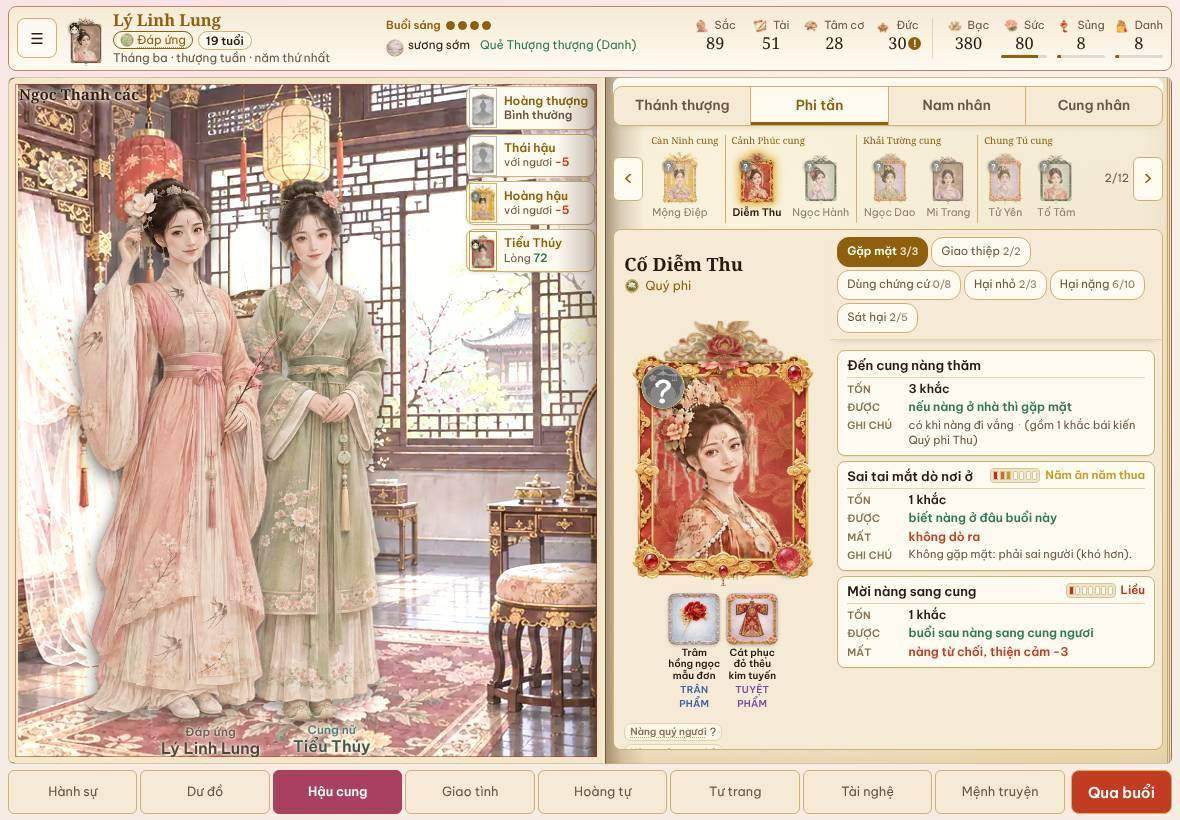 Lý Linh Lung
Đáp ứng
19 tuổi
Tháng ba · thượng tuần · năm thứ nhất
Buổi sáng
sương sớm
Quẻ Thượng thượng (Danh)
Sắc
89
Tài
51
Tâm cơ
28
Đức
30
Bạc
380
Sức
80
Sủng
8
Danh
8
Ngọc Thanh các
Hoàng thượng
Bình thường
Thái hậu
với ngươi -5
Hoàng hậu
với ngươi -5
Tiểu Thúy
Lòng 72
Đáp ứng
Lý Linh Lung
Cung nữ
Tiểu Thúy
Thánh thượng
Phi tần
Nam nhân
Cung nhân
Càn Ninh cung
Cảnh Phúc cung
Khải Tường cung
Chung Tú cung
Mộng Điệp
Diễm Thu
Ngọc Hành
Ngọc Dao
Mi Trang
Tử Yên
Tố Tâm
2/12
Cố Diễm Thu
Quý phi
?
Trâm hồng ngọc mẫu đơn
TRÂN PHẨM
Cát phục đỏ thêu kim tuyến
TUYỆT PHẨM
Nàng quý ngươi ?
Gặp mặt 3/3
Giao thiệp 2/2
Dùng chứng cứ 0/8
Hại nhỏ 2/3
Hại nặng 6/10
Sát hại 2/5
Đến cung nàng thăm
TỐN 3 khắc
ĐƯỢC nếu nàng ở nhà thì gặp mặt
GHI CHÚ có khi nàng đi vắng · (gồm 1 khắc bái kiến
Quý phi Thu)
Sai tai mắt dò nơi ở
Năm ăn năm thua
TỐN 1 khắc
ĐƯỢC biết nàng ở đâu buổi này
MẤT không dò ra
GHI CHÚ Không gặp mặt: phải sai người (khó hơn).
Mời nàng sang cung
Liều
TỐN 1 khắc
ĐƯỢC buổi sau nàng sang cung ngươi
MẤT nàng từ chối, thiện cảm -3
Hành sự
Dư đồ
Hậu cung
Giao tình
Hoàng tự
Tư trang
Tài nghệ
Mệnh truyện
Qua buổi